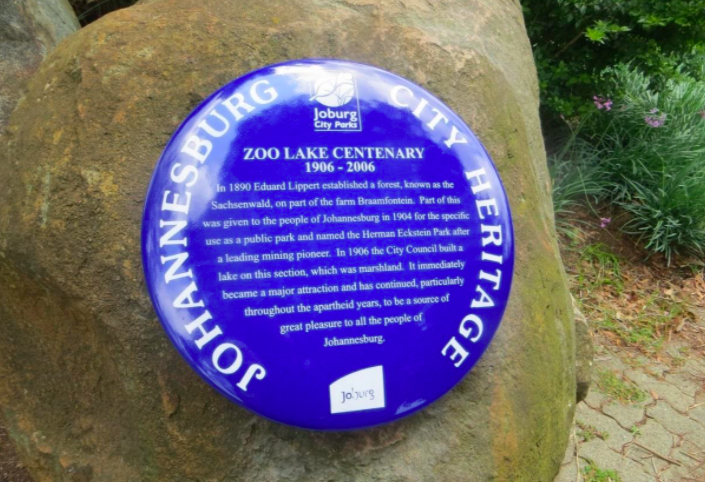 JOHANNESBURG CITY HERITAGE
Joburg
City Parks
ZOO LAKE CENTENARY
1906 - 2006
In 1890 Eduard Lippert established a forest, known as the
Sachsenwald, on part of the farm Braamfontein. Part of this
was given to the people of Johannesburg in 1904 for the specific
use as a public park and named the Herman Eckstein Park after
a leading mining pioneer. In 1906 the City Council built a
lake on this section, which was marshland. It immediately
became a major attraction and has continued, particularly
throughout the apartheid years, to be a source of
great pleasure to all the people of
Johannesburg.
Joburg